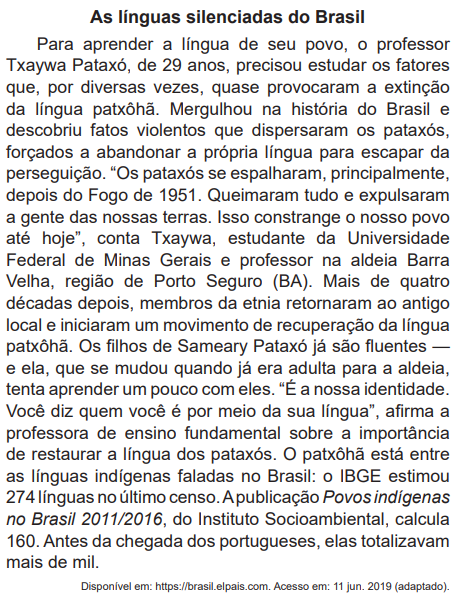 As línguas silenciadas do Brasil
Para aprender a língua de seu povo, o professor
Txaywa Pataxó, de 29 anos, precisou estudar os fatores
que, por diversas vezes, quase provocaram a extinção
da língua patxôhã. Mergulhou na história do Brasil e
descobriu fatos violentos que dispersaram os pataxós,
forçados a abandonar a própria língua para escapar da
perseguição. “Os pataxós se espalharam, principalmente,
depois do Fogo de 1951. Queimaram tudo e expulsaram
a gente das nossas terras. Isso constrange o nosso povo
até hoje”, conta Txaywa, estudante da Universidade
Federal de Minas Gerais e professor na aldeia Barra
Velha, região de Porto Seguro (BA). Mais de quatro
décadas depois, membros da etnia retornaram ao antigo
local e iniciaram um movimento de recuperação da língua
patxôhã. Os filhos de Sameary Pataxó já são fluentes —
e ela, que se mudou quando já era adulta para a aldeia,
tenta aprender um pouco com eles. “É a nossa identidade.
Você diz quem você é por meio da sua língua”, afirma a
professora de ensino fundamental sobre a importância
de restaurar a língua dos pataxós. O patxôhã está entre
as línguas indígenas faladas no Brasil: o IBGE estimou
274 línguas no último censo. A publicação Povos indígenas
no Brasil 2011/2016, do Instituto Socioambiental, calcula
160. Antes da chegada dos portugueses, elas totalizavam
mais de mil.
Disponível em: https://brasil.elpais.com. Acesso em: 11 jun. 2019 (adaptado).